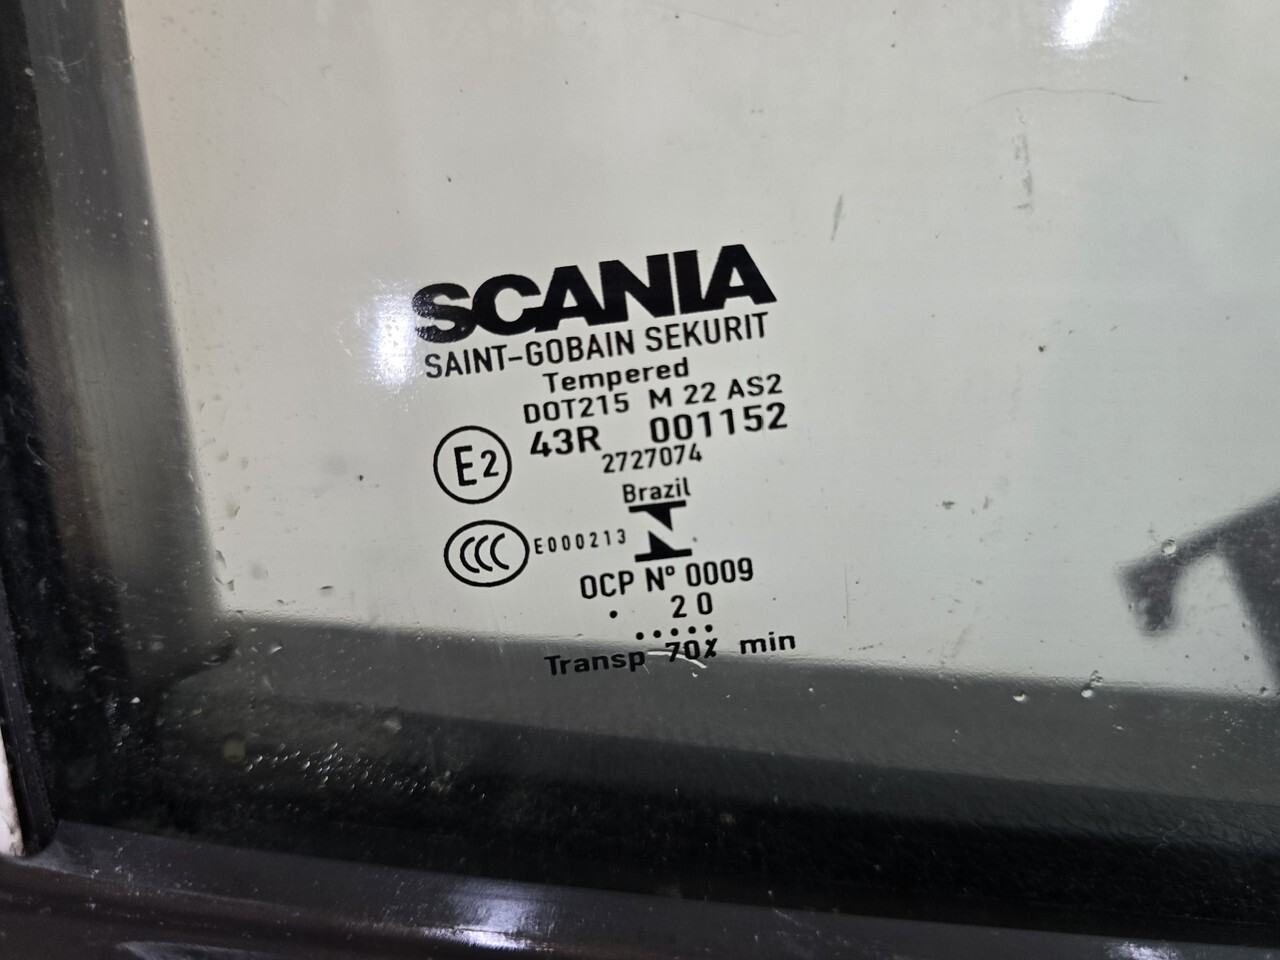 SCANIA
SAINT-GOBAIN SEKURIT
Tempered
DOT215 M 22 AS2
E2 43R 001152
2727074
Brazil
CCC E000213
OCP Nº 0009
. 20
.....
Transp 70% min